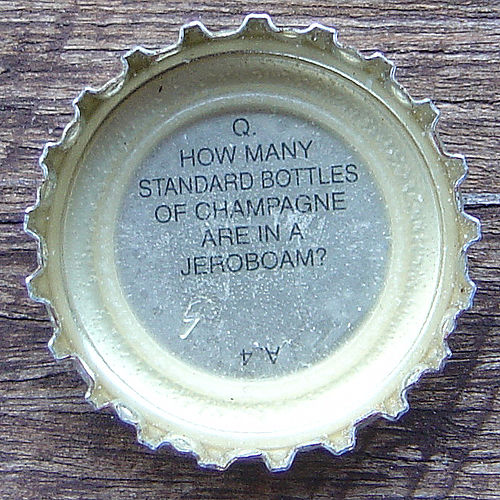 Q.
HOW MANY
STANDARD BOTTLES
OF CHAMPAGNE
ARE IN A
JEROBOAM?
A.4